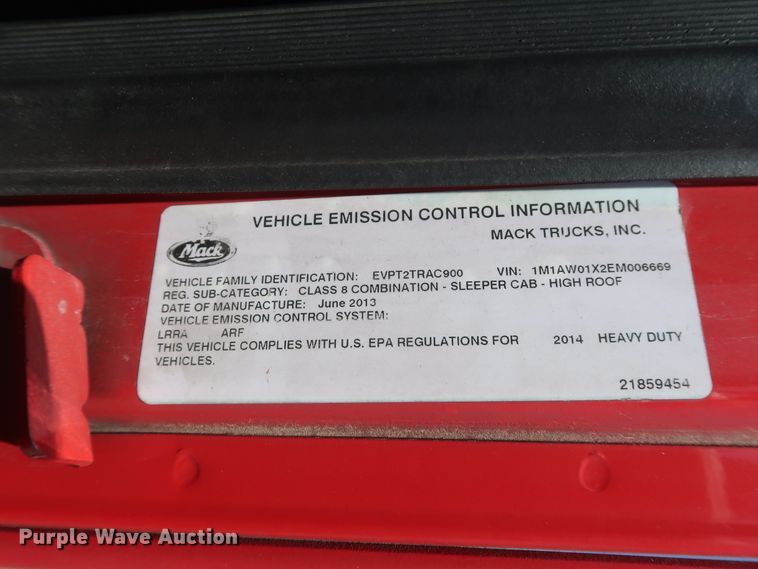 VEHICLE EMISSION CONTROL INFORMATION
Mack
MACK TRUCKS, INC.
VEHICLE FAMILY IDENTIFICATION: EVPT2TRAC900 VIN: 1M1AW01X2EM006669
REG. SUB-CATEGORY: CLASS 8 COMBINATION - SLEEPER CAB - HIGH ROOF
DATE OF MANUFACTURE: June 2013
VEHICLE EMISSION CONTROL SYSTEM:
LRRA ARF
THIS VEHICLE COMPLIES WITH U.S. EPA REGULATIONS FOR 2014 HEAVY DUTY
VEHICLES.
21859454
Purple Wave Auction